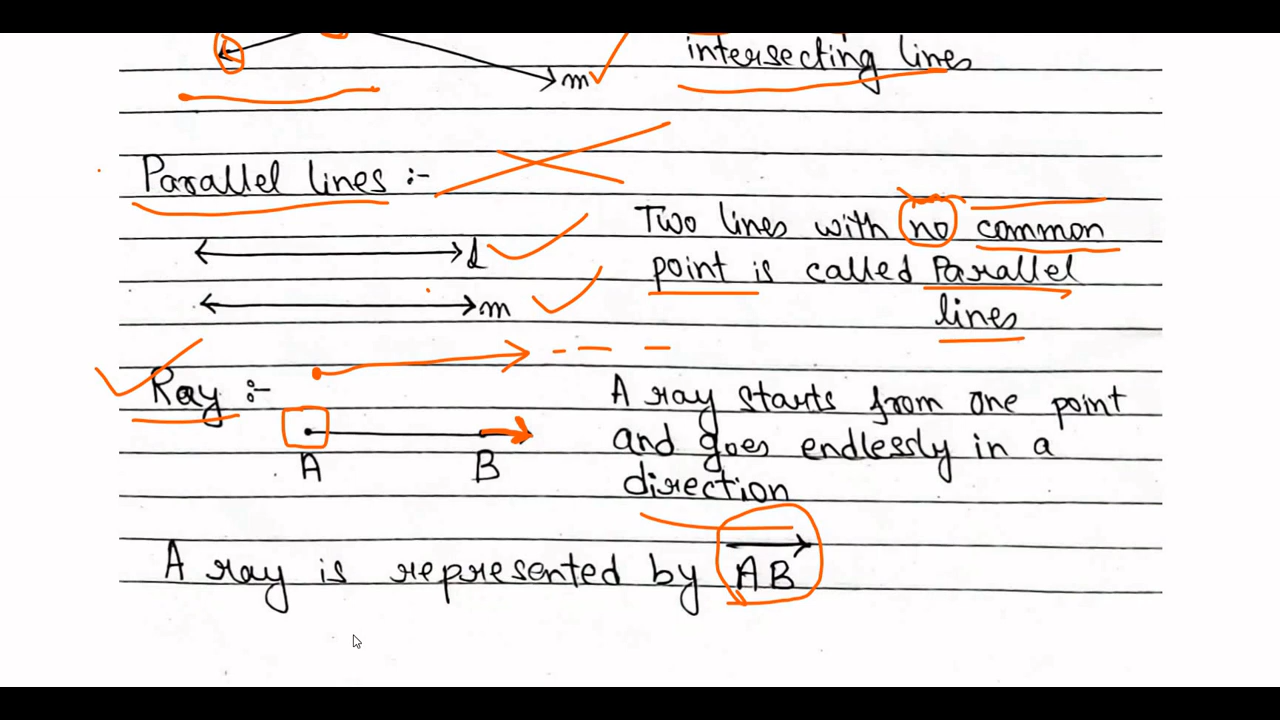 m
intersecting lines
Parallel lines :-
Two lines with no common
l
point is called Parallel
m
lines
Ray :-
A ray starts from one point
and goes endlessly in a
A B
direction
A ray is represented by AB